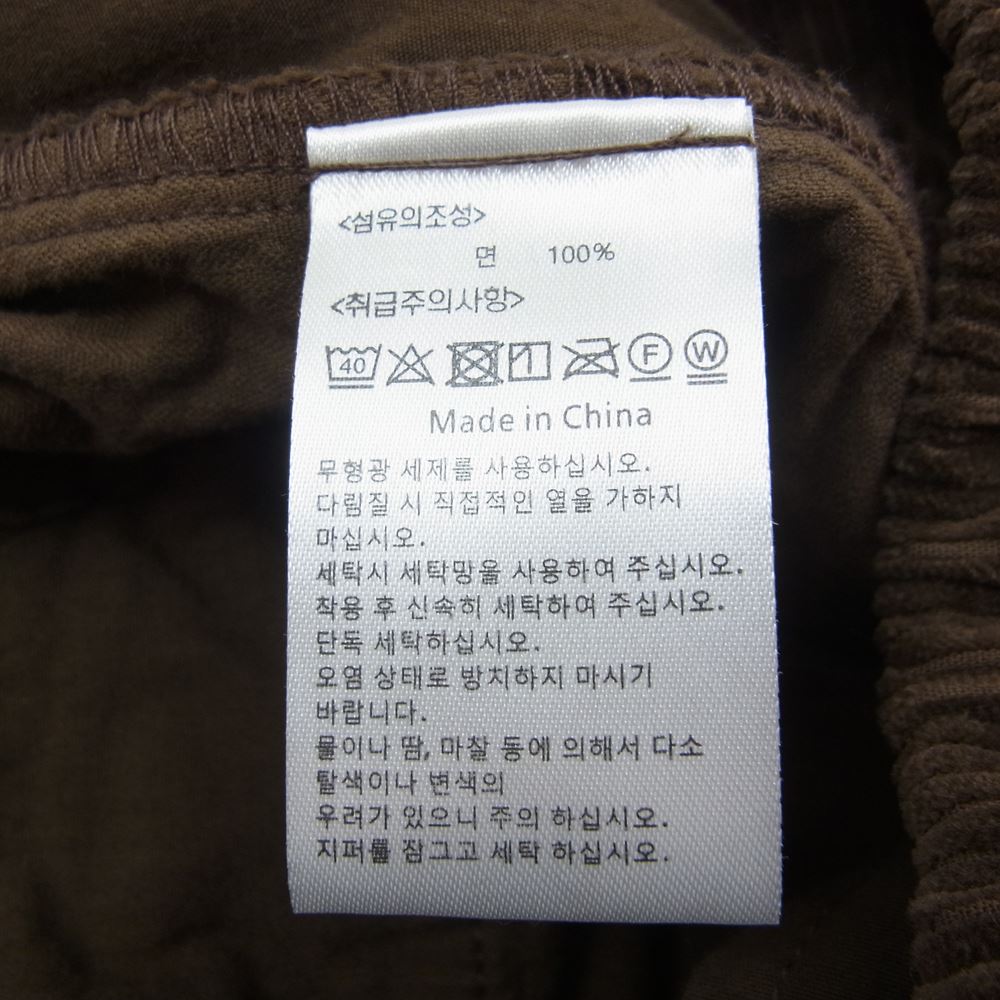 <섬유의조성>
면 100%
<취급주의사항>
40 F W
Made in China
무형광 세제를 사용하십시오.
다림질 시 직접적인 열을 가하지
마십시오.
세탁시 세탁망을 사용하여 주십시오.
착용 후 신속히 세탁하여 주십시오.
단독 세탁하십시오.
오염 상태로 방치하지 마시기
바랍니다.
물이나 땀, 마찰 등에 의해서 다소
탈색이나 변색의
우려가 있으니 주의 하십시오.
지퍼를 잠그고 세탁 하십시오.